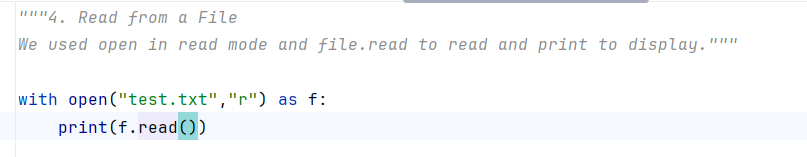 """4. Read from a File
We used open in read mode and file.read to read and print to display."""
with open("test.txt","r") as f:
    print(f.read())